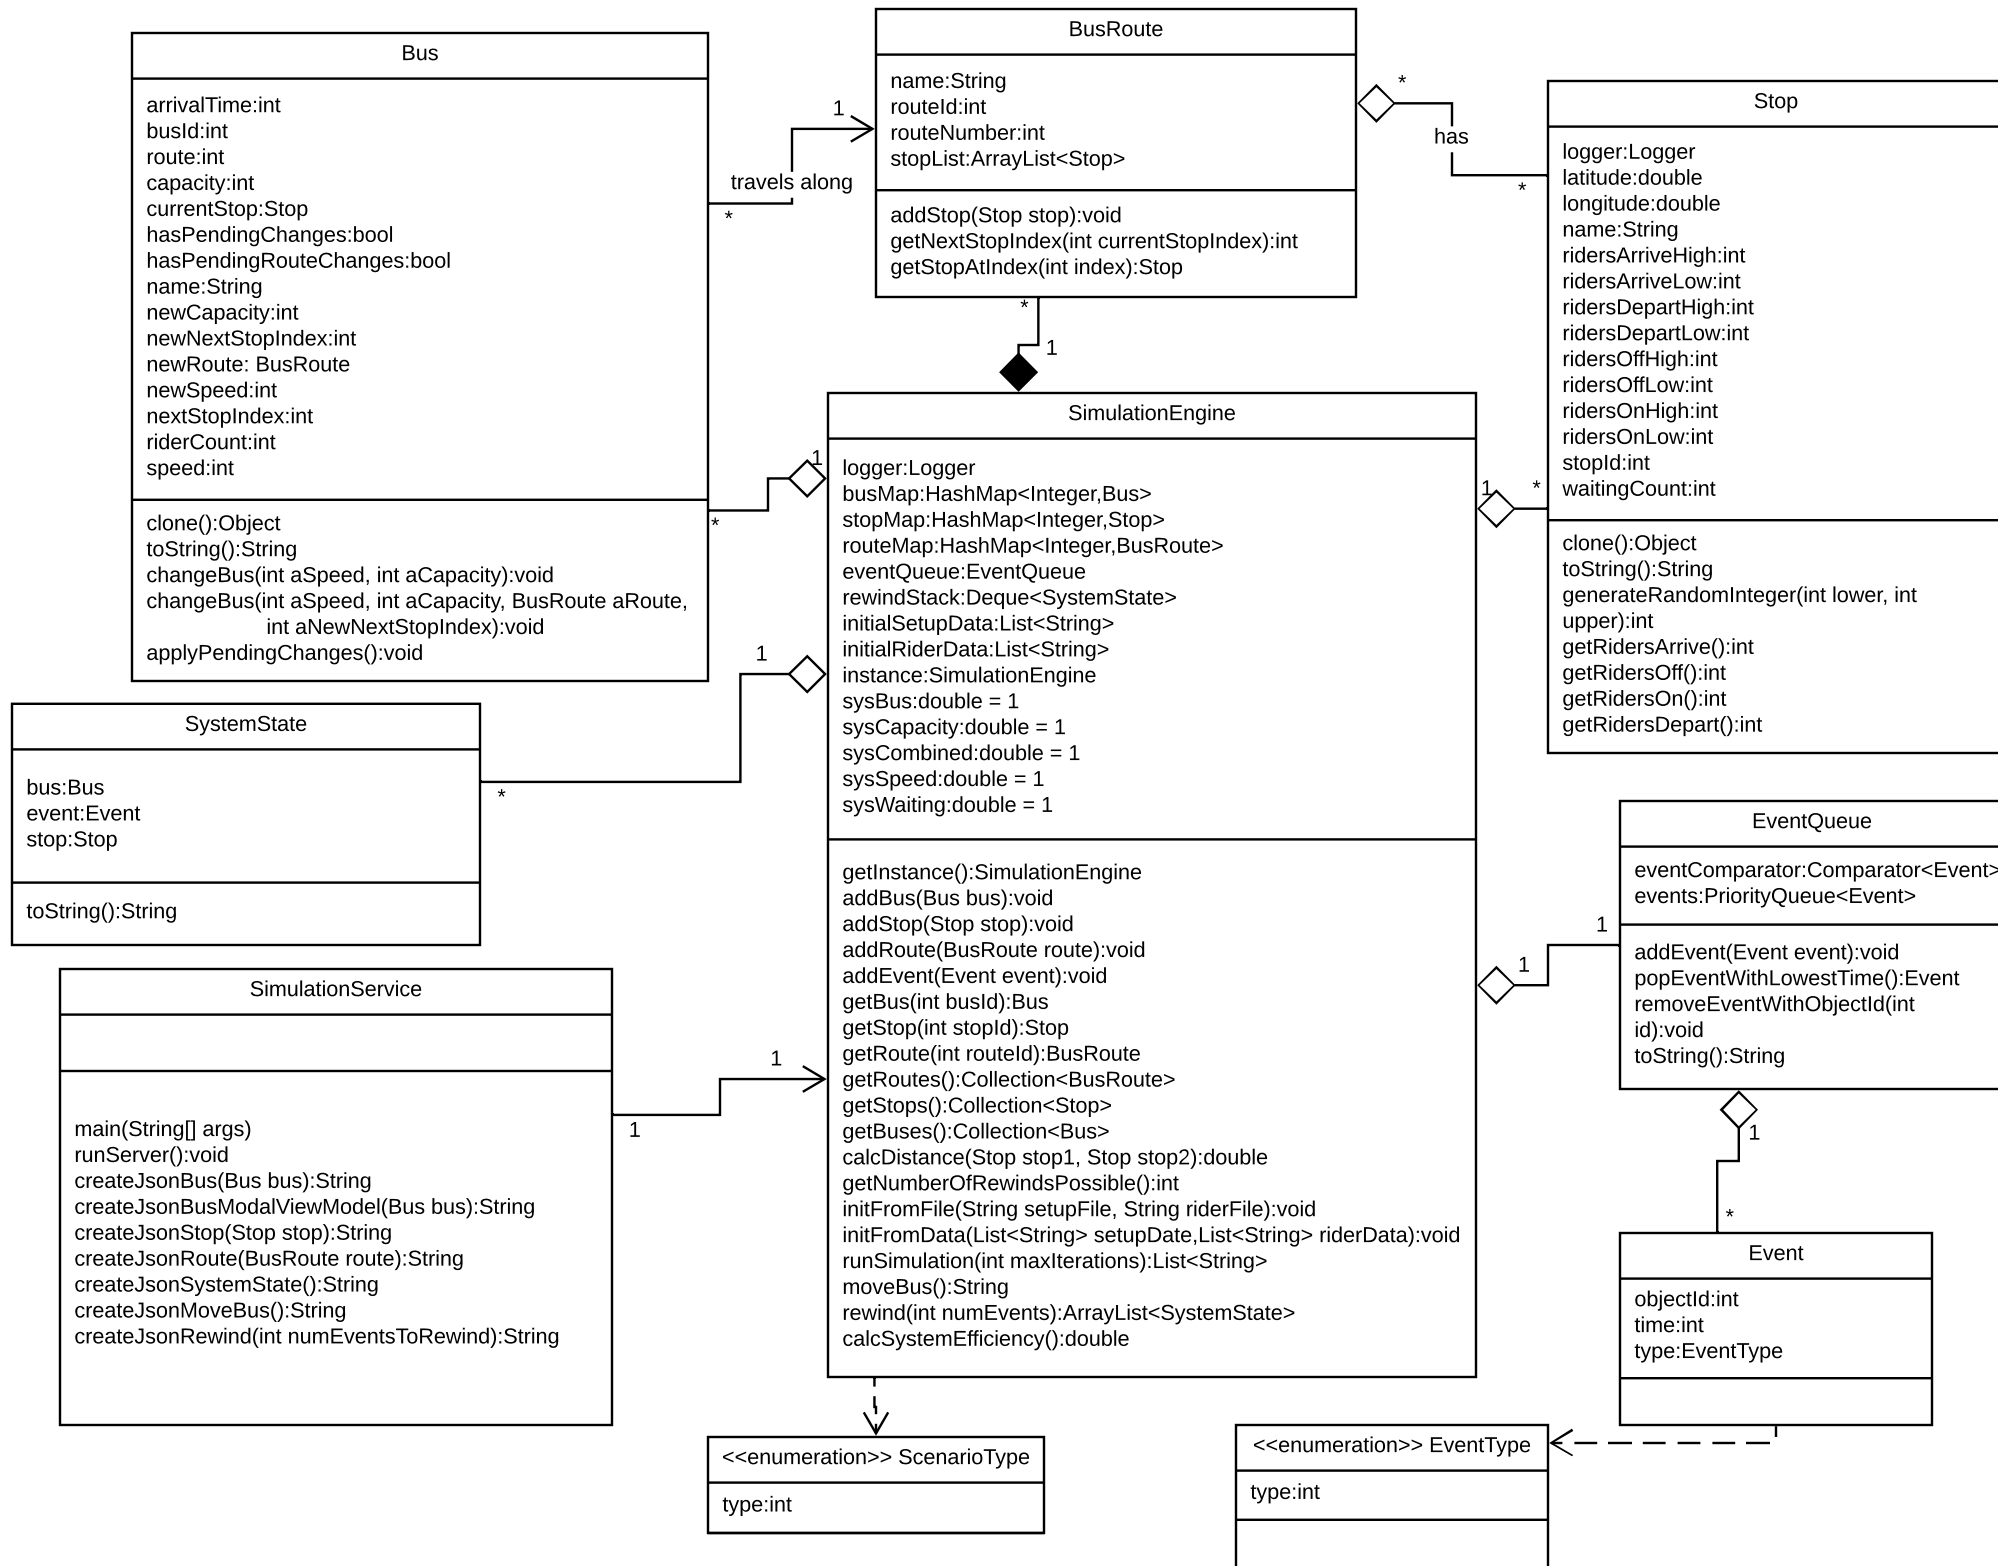 Bus
arrivalTime:int
busId:int
route:int
capacity:int
currentStop:Stop
hasPendingChanges:bool
hasPendingRouteChanges:bool
name:String
newCapacity:int
newNextStopIndex:int
newRoute: BusRoute
newSpeed:int
nextStopIndex:int
riderCount:int
speed:int
clone():Object
toString():String
changeBus(int aSpeed, int aCapacity):void
changeBus(int aSpeed, int aCapacity, BusRoute aRoute,
int aNewNextStopIndex):void
applyPendingChanges():void
1
travels along
*
BusRoute
name:String
routeId:int
routeNumber:int
stopList:ArrayList<Stop>
addStop(Stop stop):void
getNextStopIndex(int currentStopIndex):int
getStopAtIndex(int index):Stop
*
has
*
Stop
logger:Logger
latitude:double
longitude:double
name:String
ridersArriveHigh:int
ridersArriveLow:int
ridersDepartHigh:int
ridersDepartLow:int
ridersOffHigh:int
ridersOffLow:int
ridersOnHigh:int
ridersOnLow:int
stopId:int
waitingCount:int
clone():Object
toString():String
generateRandomInteger(int lower, int
upper):int
getRidersArrive():int
getRidersOff():int
getRidersOn():int
getRidersDepart():int
*
1
1
*
1
*
1
*
SimulationEngine
logger:Logger
busMap:HashMap<Integer,Bus>
stopMap:HashMap<Integer,Stop>
routeMap:HashMap<Integer,BusRoute>
eventQueue:EventQueue
rewindStack:Deque<SystemState>
initialSetupData:List<String>
initialRiderData:List<String>
instance:SimulationEngine
sysBus:double = 1
sysCapacity:double = 1
sysCombined:double = 1
sysSpeed:double = 1
sysWaiting:double = 1
getInstance():SimulationEngine
addBus(Bus bus):void
addStop(Stop stop):void
addRoute(BusRoute route):void
addEvent(Event event):void
getBus(int busId):Bus
getStop(int stopId):Stop
getRoute(int routeId):BusRoute
getRoutes():Collection<BusRoute>
getStops():Collection<Stop>
getBuses():Collection<Bus>
calcDistance(Stop stop1, Stop stop2):double
getNumberOfRewindsPossible():int
initFromFile(String setupFile, String riderFile):void
initFromData(List<String> setupDate,List<String> riderData):void
runSimulation(int maxIterations):List<String>
moveBus():String
rewind(int numEvents):ArrayList<SystemState>
calcSystemEfficiency():double
SystemState
bus:Bus
event:Event
stop:Stop
toString():String
SimulationService
main(String[] args)
runServer():void
createJsonBus(Bus bus):String
createJsonBusModalViewModel(Bus bus):String
createJsonStop(Stop stop):String
createJsonRoute(BusRoute route):String
createJsonSystemState():String
createJsonMoveBus():String
createJsonRewind(int numEventsToRewind):String
1
1
EventQueue
eventComparator:Comparator<Event>
events:PriorityQueue<Event>
addEvent(Event event):void
popEventWithLowestTime():Event
removeEventWithObjectId(int
id):void
toString():String
1
1
1
*
Event
objectId:int
time:int
type:EventType
<<enumeration>> ScenarioType
type:int
<<enumeration>> EventType
type:int